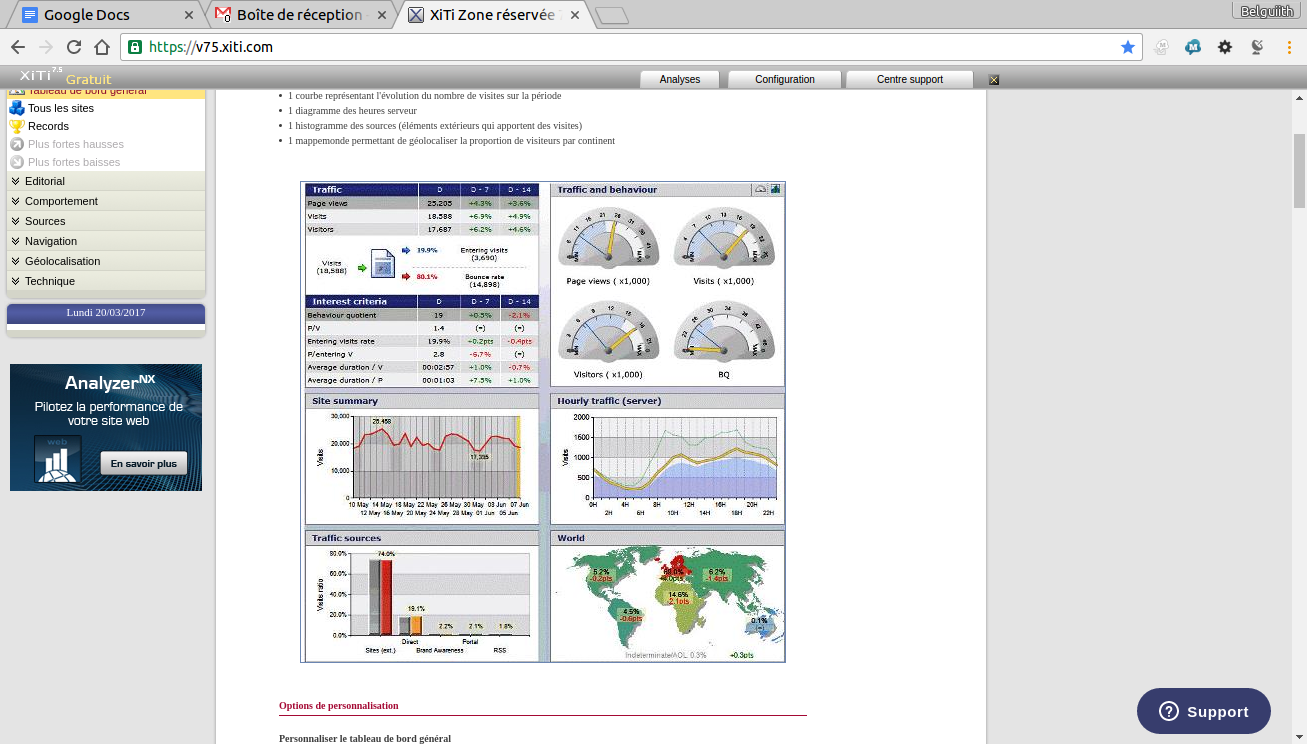 Google Docs
Boîte de réception
XiTi Zone réservée
Belguiith
https://v75.xiti.com
XiTi 7.5 Gratuit
Analyses
Configuration
Centre support
Tableau de bord général
Tous les sites
Records
Plus fortes hausses
Plus fortes baisses
Editorial
Comportement
Sources
Navigation
Géolocalisation
Technique
Lundi 20/03/2017
AnalyzerNX
Pilotez la performance de
votre site web
web
En savoir plus
• 1 courbe représentant l'évolution du nombre de visites sur la période
• 1 diagramme des heures serveur
• 1 histogramme des sources (éléments extérieurs qui apportent des visites)
• 1 mappemonde permettant de géolocaliser la proportion de visiteurs par continent
Traffic D D - 7 D - 14
Page views 25,205 +4.3% +3.6%
Visits 18,588 +6.9% +4.9%
Visitors 17,687 +6.2% +4.6%
Visits
(18,588)
19.9% Entering visits
(3,690)
80.1% Bounce rate
(14,898)
Interest criteria D D - 7 D - 14
Behaviour quotient 19 +0.5% -2.1%
P/V 1.4 (=) (=)
Entering visits rate 19.9% +0.2pts -0.4pts
P/entering V 2.8 -6.7% (=)
Average duration / V 00:02:57 +1.0% -0.7%
Average duration / P 00:01:03 +7.5% +1.0%
Traffic and behaviour
Page views ( x1,000)
Visits ( x1,000)
Visitors ( x1,000)
BQ
Site summary
Visits
30,000
20,000
10,000
0
25,468
17,335
10 May 14 May 18 May 22 May 26 May 30 May 03 Jun 07 Jun
12 May 16 May 20 May 24 May 28 May 01 Jun 05 Jun
Hourly traffic (server)
Visits
2000
1500
1000
500
0
0H 4H 8H 12H 16H 20H
2H 6H 10H 14H 18H 22H
Traffic sources
Visits ratio
80.0%
60.0%
40.0%
20.0%
0.0%
74.0%
19.1%
2.2%
2.1%
1.8%
Direct
Portal
Sites (ext.)
Brand Awareness
RSS
World
5.2%
-0.2pts
6.2%
-1.4pts
14.6%
-2.1pts
4.5%
-0.6pts
0.1%
(=)
Indeterminate/AOL: 0.3% +0.3pts
Options de personnalisation
Personnaliser le tableau de bord général
Support